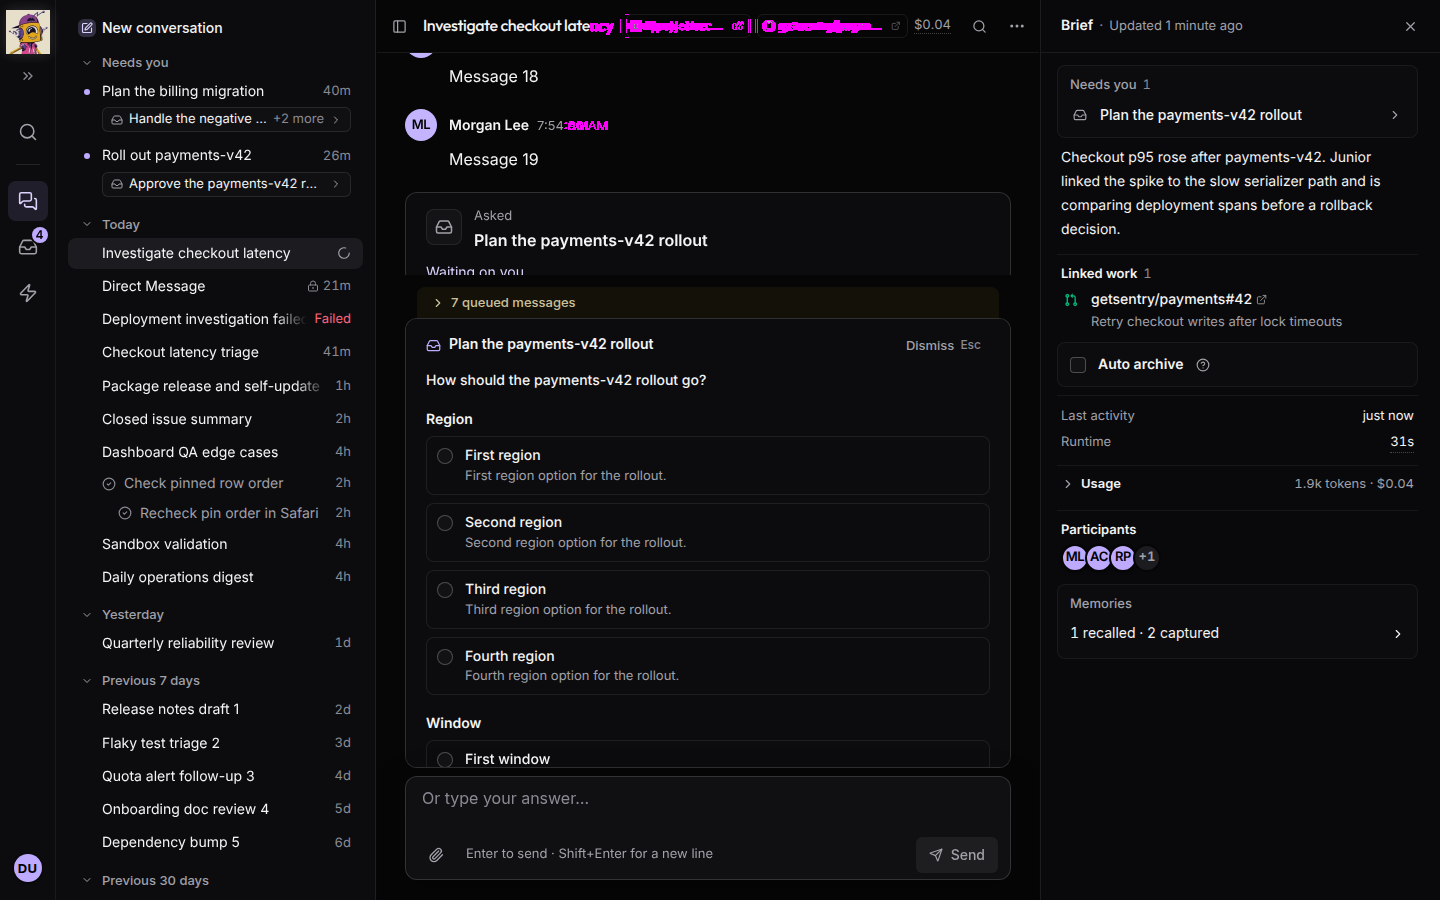 New conversation
Needs you
Plan the billing migration 40m
Handle the negative ... +2 more
Roll out payments-v42 26m
Approve the payments-v42 r...
Today
Investigate checkout latency
Direct Message 21m
Deployment investigation failed Failed
Checkout latency triage 41m
Package release and self-update 1h
Closed issue summary 2h
Dashboard QA edge cases 4h
Check pinned row order 2h
Recheck pin order in Safari 2h
Sandbox validation 4h
Daily operations digest 4h
Yesterday
Quarterly reliability review 1d
Previous 7 days
Release notes draft 1 2d
Flaky test triage 2 3d
Quota alert follow-up 3 4d
Onboarding doc review 4 5d
Dependency bump 5 6d
Previous 30 days
4
DU
Investigate checkout latency $0.04
Message 18
ML Morgan Lee 7:54
Message 19
Asked
Plan the payments-v42 rollout
Waiting on you
7 queued messages
Plan the payments-v42 rollout Dismiss Esc
How should the payments-v42 rollout go?
Region
First region
First region option for the rollout.
Second region
Second region option for the rollout.
Third region
Third region option for the rollout.
Fourth region
Fourth region option for the rollout.
Window
First window
Or type your answer...
Enter to send · Shift+Enter for a new line
Send
Brief · Updated 1 minute ago
Needs you 1
Plan the payments-v42 rollout
Checkout p95 rose after payments-v42. Junior
linked the spike to the slow serializer path and is
comparing deployment spans before a rollback
decision.
Linked work 1
getsentry/payments#42
Retry checkout writes after lock timeouts
Auto archive
Last activity just now
Runtime 31s
Usage 1.9k tokens · $0.04
Participants
ML AC RP +1
Memories
1 recalled · 2 captured